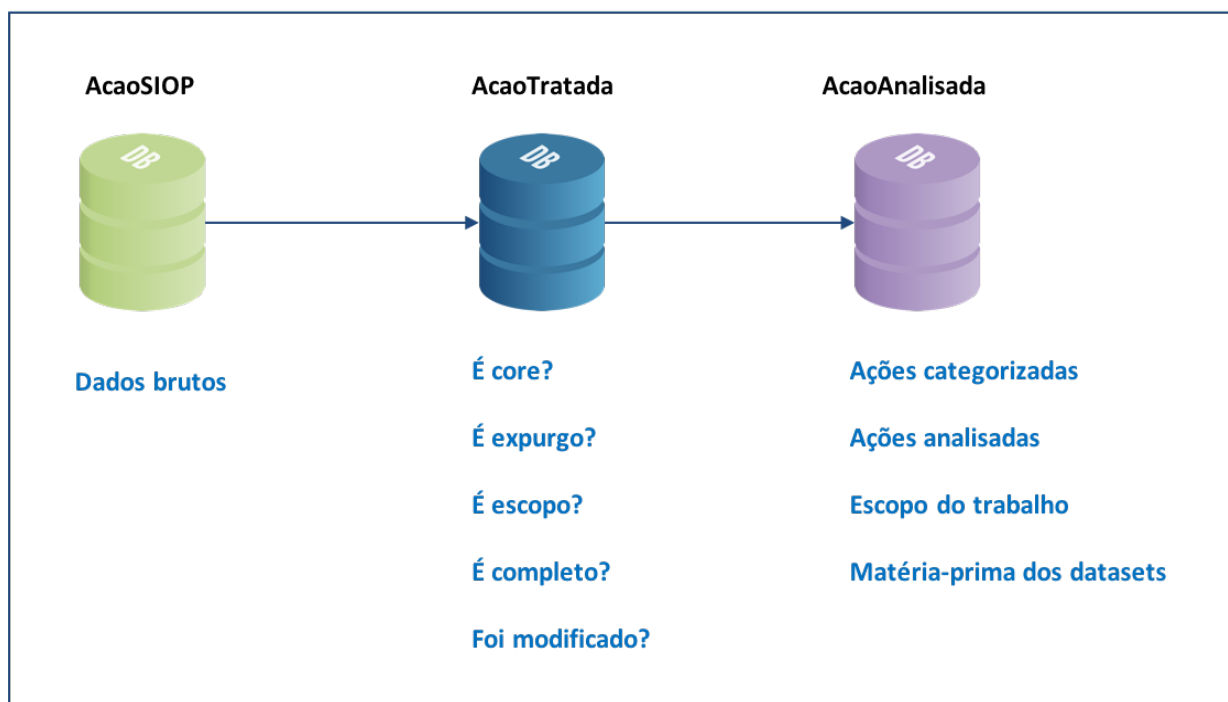 AcaoSIOP
AcaoTratada
AcaoAnalisada
DB
DB
DB
Dados brutos
É core?
É expurgo?
É escopo?
É completo?
Foi modificado?
Ações categorizadas
Ações analisadas
Escopo do trabalho
Matéria-prima dos datasets